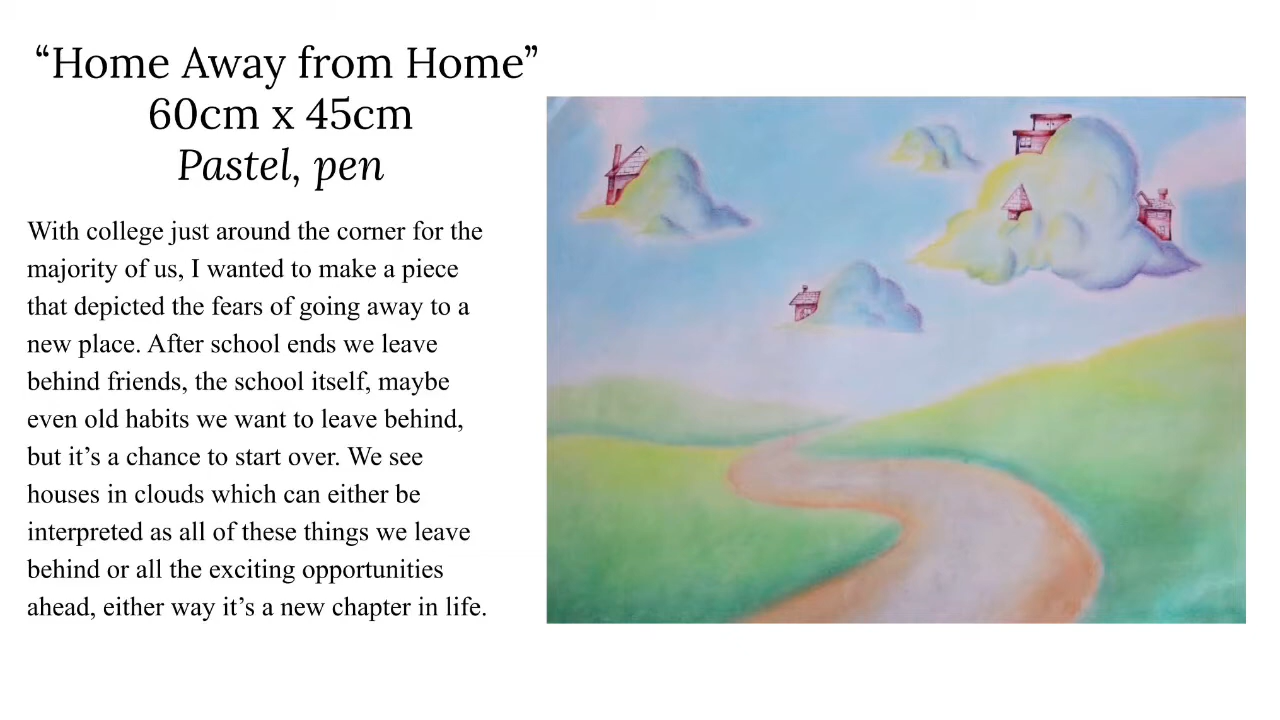 “Home Away from Home”
60cm x 45cm
Pastel, pen
With college just around the corner for the
majority of us, I wanted to make a piece
that depicted the fears of going away to a
new place. After school ends we leave
behind friends, the school itself, maybe
even old habits we want to leave behind,
but it’s a chance to start over. We see
houses in clouds which can either be
interpreted as all of these things we leave
behind or all the exciting opportunities
ahead, either way it’s a new chapter in life.